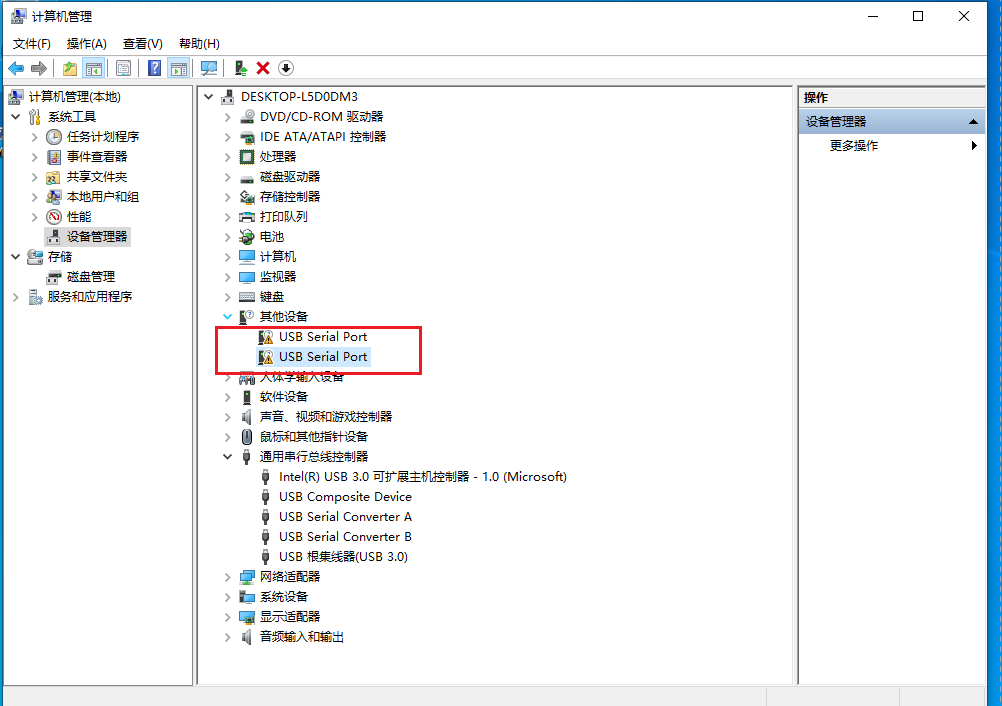 计算机管理
文件(F) 操作(A) 查看(V) 帮助(H)
计算机管理(本地)
系统工具
任务计划程序
事件查看器
共享文件夹
本地用户和组
性能
设备管理器
存储
磁盘管理
服务和应用程序
DESKTOP-L5D0DM3
DVD/CD-ROM 驱动器
IDE ATA/ATAPI 控制器
处理器
磁盘驱动器
存储控制器
打印队列
电池
计算机
监视器
键盘
其他设备
USB Serial Port
USB Serial Port
人体学输入设备
软件设备
声音、视频和游戏控制器
鼠标和其他指针设备
通用串行总线控制器
Intel(R) USB 3.0 可扩展主机控制器 - 1.0 (Microsoft)
USB Composite Device
USB Serial Converter A
USB Serial Converter B
USB 根集线器(USB 3.0)
网络适配器
系统设备
显示适配器
音频输入和输出
操作
设备管理器
更多操作